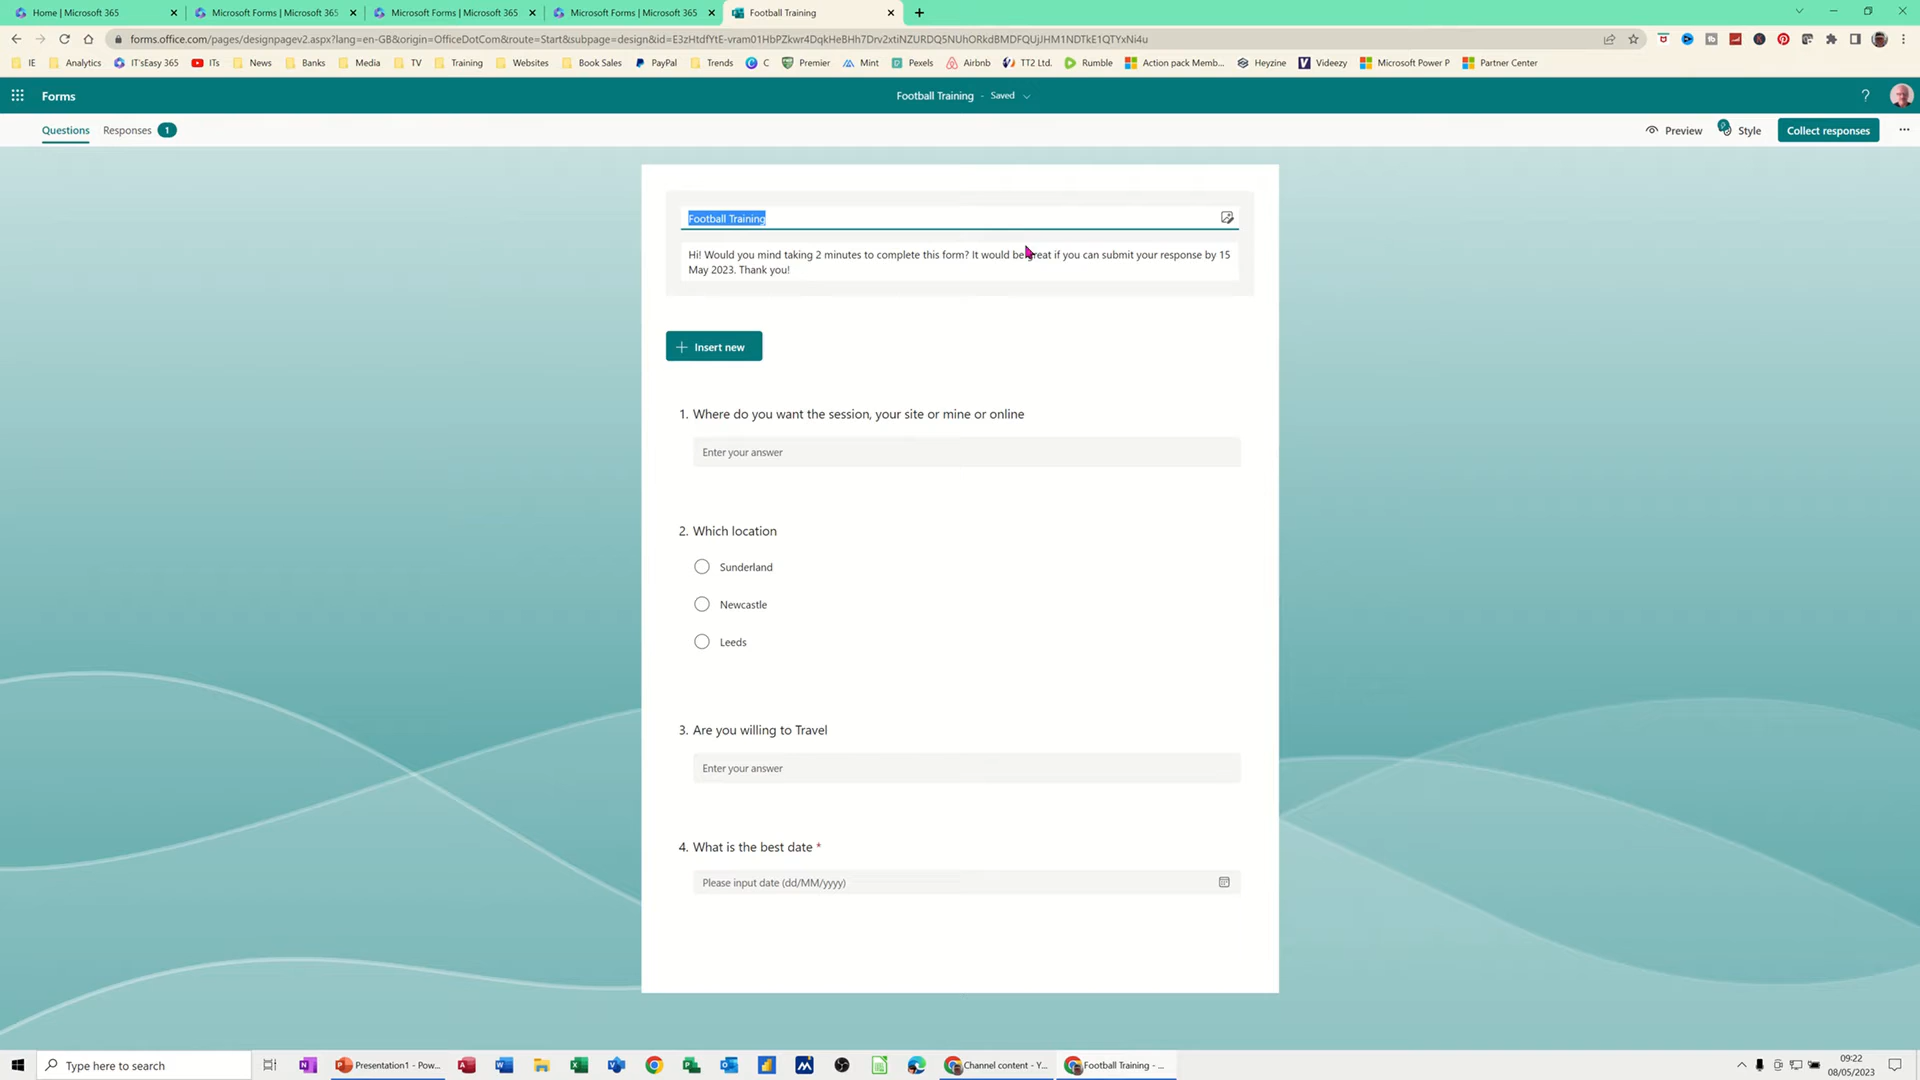 Home | Microsoft 365
Microsoft Forms | Microsoft 365
Microsoft Forms | Microsoft 365
Microsoft Forms | Microsoft 365
Football Training
forms.office.com/pages/designpagev2.aspx?lang=en-GB&origin=OfficeDotCom&route=Start&subpage=design&id=E3zHtdfYtE-vram01HbPZkwr4DqkHeBHh7Drv2xtiNZURDQ5NUhORkdBMDFQUjJHM1NDTkE1QTYxNi4u
IE Analytics IT'sEasy 365 ITs News Banks Media TV Training Websites Book Sales PayPal Trends C Premier Mint Pexels Airbnb TT2 Ltd. Rumble Action pack Memb... Heyzine Videezy Microsoft Power P Partner Center
Forms
Football Training - Saved
?
Questions Responses 1
Preview Style Collect responses
Football Training
Hi! Would you mind taking 2 minutes to complete this form? It would be great if you can submit your response by 15
May 2023. Thank you!
Insert new
1. Where do you want the session, your site or mine or online
Enter your answer
2. Which location
Sunderland
Newcastle
Leeds
3. Are you willing to Travel
Enter your answer
4. What is the best date *
Please input date (dd/MM/yyyy)
Type here to search
Presentation1 - Pow...
Channel content - Y...
Football Training - ...
09:22
08/05/2023